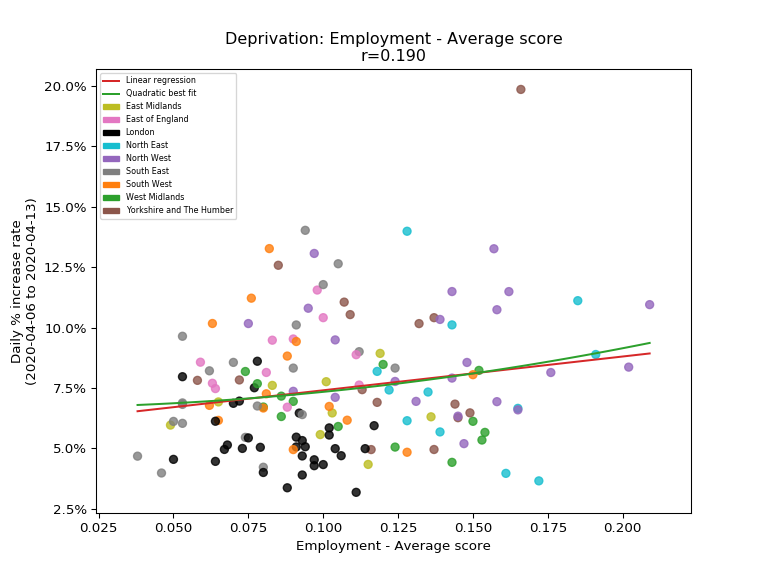 Deprivation: Employment - Average score
r=0.190
Daily % increase rate
(2020-04-06 to 2020-04-13)
20.0%
17.5%
15.0%
12.5%
10.0%
7.5%
5.0%
2.5%
Linear regression
Quadratic best fit
East Midlands
East of England
London
North East
North West
South East
South West
West Midlands
Yorkshire and The Humber
0.025
0.050
0.075
0.100
0.125
0.150
0.175
0.200
Employment - Average score